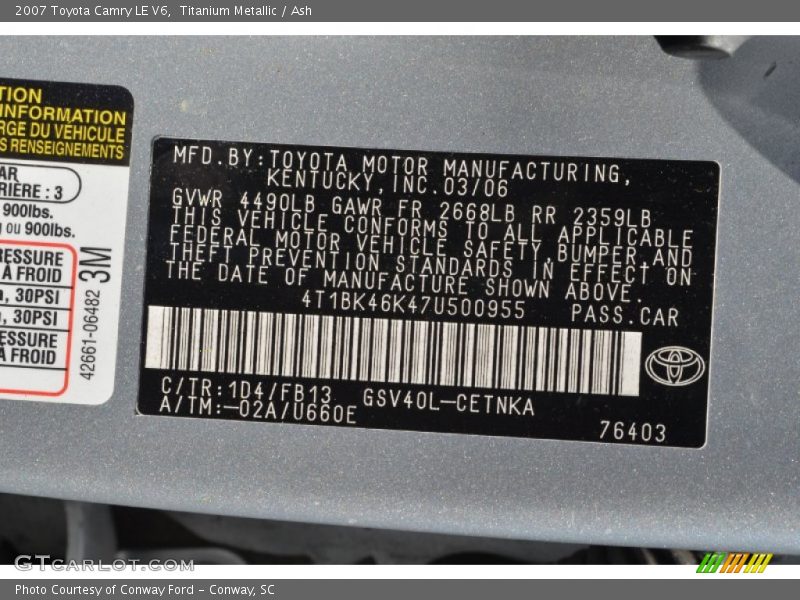 2007 Toyota Camry LE V6,  Titanium Metallic / Ash
TION
INFORMATION
RGE DU VÉHICULE
S RENSEIGNEMENTS
AR
RIÈRE : 3
900lbs.
ou 900lbs.
RESSURE
À FROID
, 30PSI
, 30PSI
ESSURE
À FROID
42661-06482 3M
MFD.BY:TOYOTA MOTOR MANUFACTURING,
KENTUCKY,INC.03/06
GVWR 4490LB GAWR FR 2668LB RR 2359LB
THIS VEHICLE CONFORMS TO ALL APPLICABLE
FEDERAL MOTOR VEHICLE SAFETY,BUMPER,AND
THEFT PREVENTION STANDARDS IN EFFECT ON
THE DATE OF MANUFACTURE SHOWN ABOVE.
4T1BK46K47U500955 PASS.CAR
C/TR:1D4/FB13 GSV40L-CETNKA
A/TM:-02A/U660E
76403
GTCARLOT.COM
Photo Courtesy of Conway Ford – Conway, SC